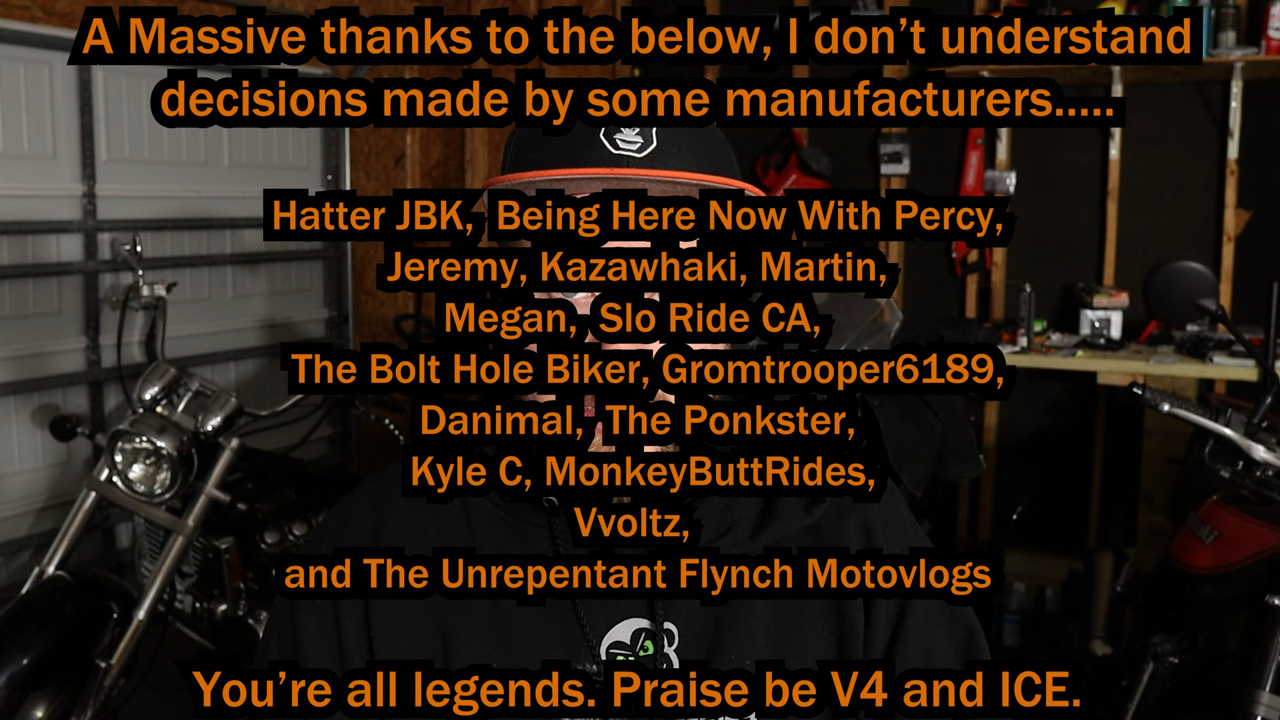 A Massive thanks to the below, I don't understand
decisions made by some manufacturers.....
Hatter JBK, Being Here Now With Percy,
Jeremy, Kazawhaki, Martin,
Megan, Slo Ride CA,
The Bolt Hole Biker, Gromtrooper6189,
Danimal, The Ponkster,
Kyle C, MonkeyButtRides,
Vvoltz,
and The Unrepentant Flynch Motovlogs
You're all legends. Praise be V4 and ICE.